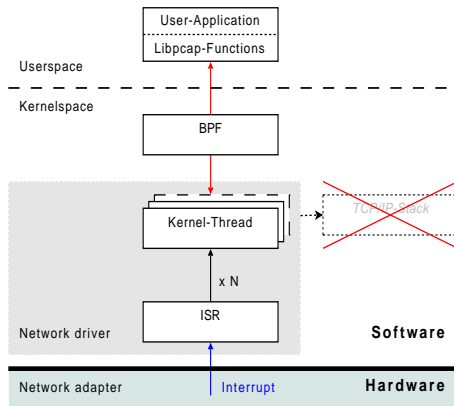 User-Application
Libpcap-Functions
Userspace
Kernelspace
BPF
TCP/IP-Stack
Kernel-Thread
x N
ISR
Network driver
Software
Network adapter
Interrupt
Hardware